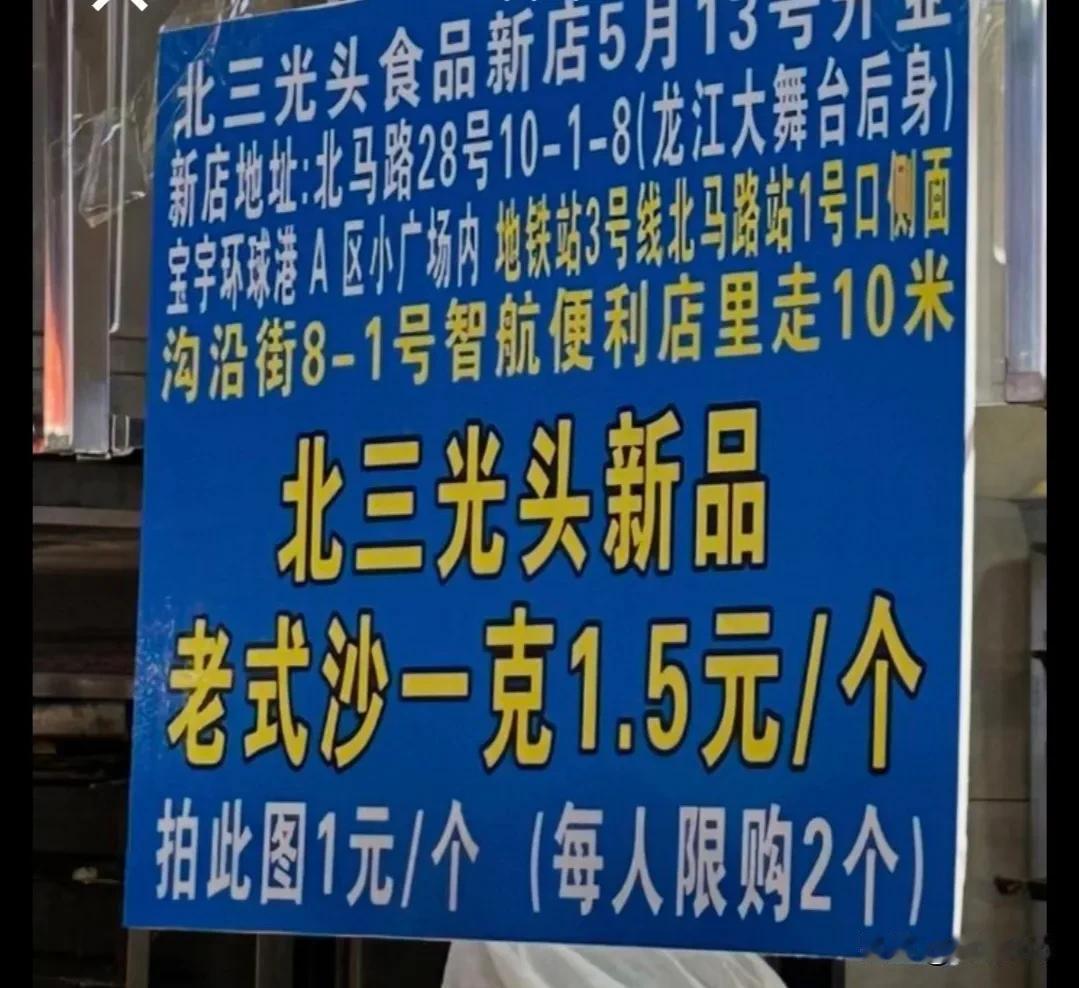 北三光头食品新店5月13号开业
新店地址:北马路28号10-1-8(龙江大舞台后身)
宝宇环球港 A 区小广场内 地铁站3号线北马路站1号口侧面
沟沿街8-1号智航便利店里走10米
北三光头新品
老式沙一克1.5元/个
拍此图1元/个 (每人限购2个)